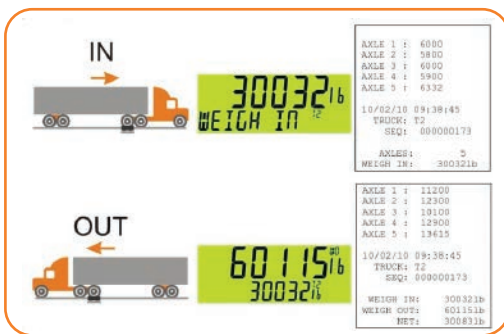 IN
30032 lb
WEIGH IN T2
AXLE 1 : 6000
AXLE 2 : 5800
AXLE 3 : 6000
AXLE 4 : 5900
AXLE 5 : 6332
10/02/10 09:38:45
TRUCK: T2
SEQ: 000000173
AXLES: 5
WEIGH IN: 30032lb
OUT
60115 lb
30032
AXLE 1 : 11200
AXLE 2 : 12300
AXLE 3 : 10100
AXLE 4 : 12900
AXLE 5 : 13615
10/02/10 09:38:45
TRUCK: T2
SEQ: 000000173
WEIGH IN: 30032lb
WEIGH OUT: 60115lb
NET: 30083lb